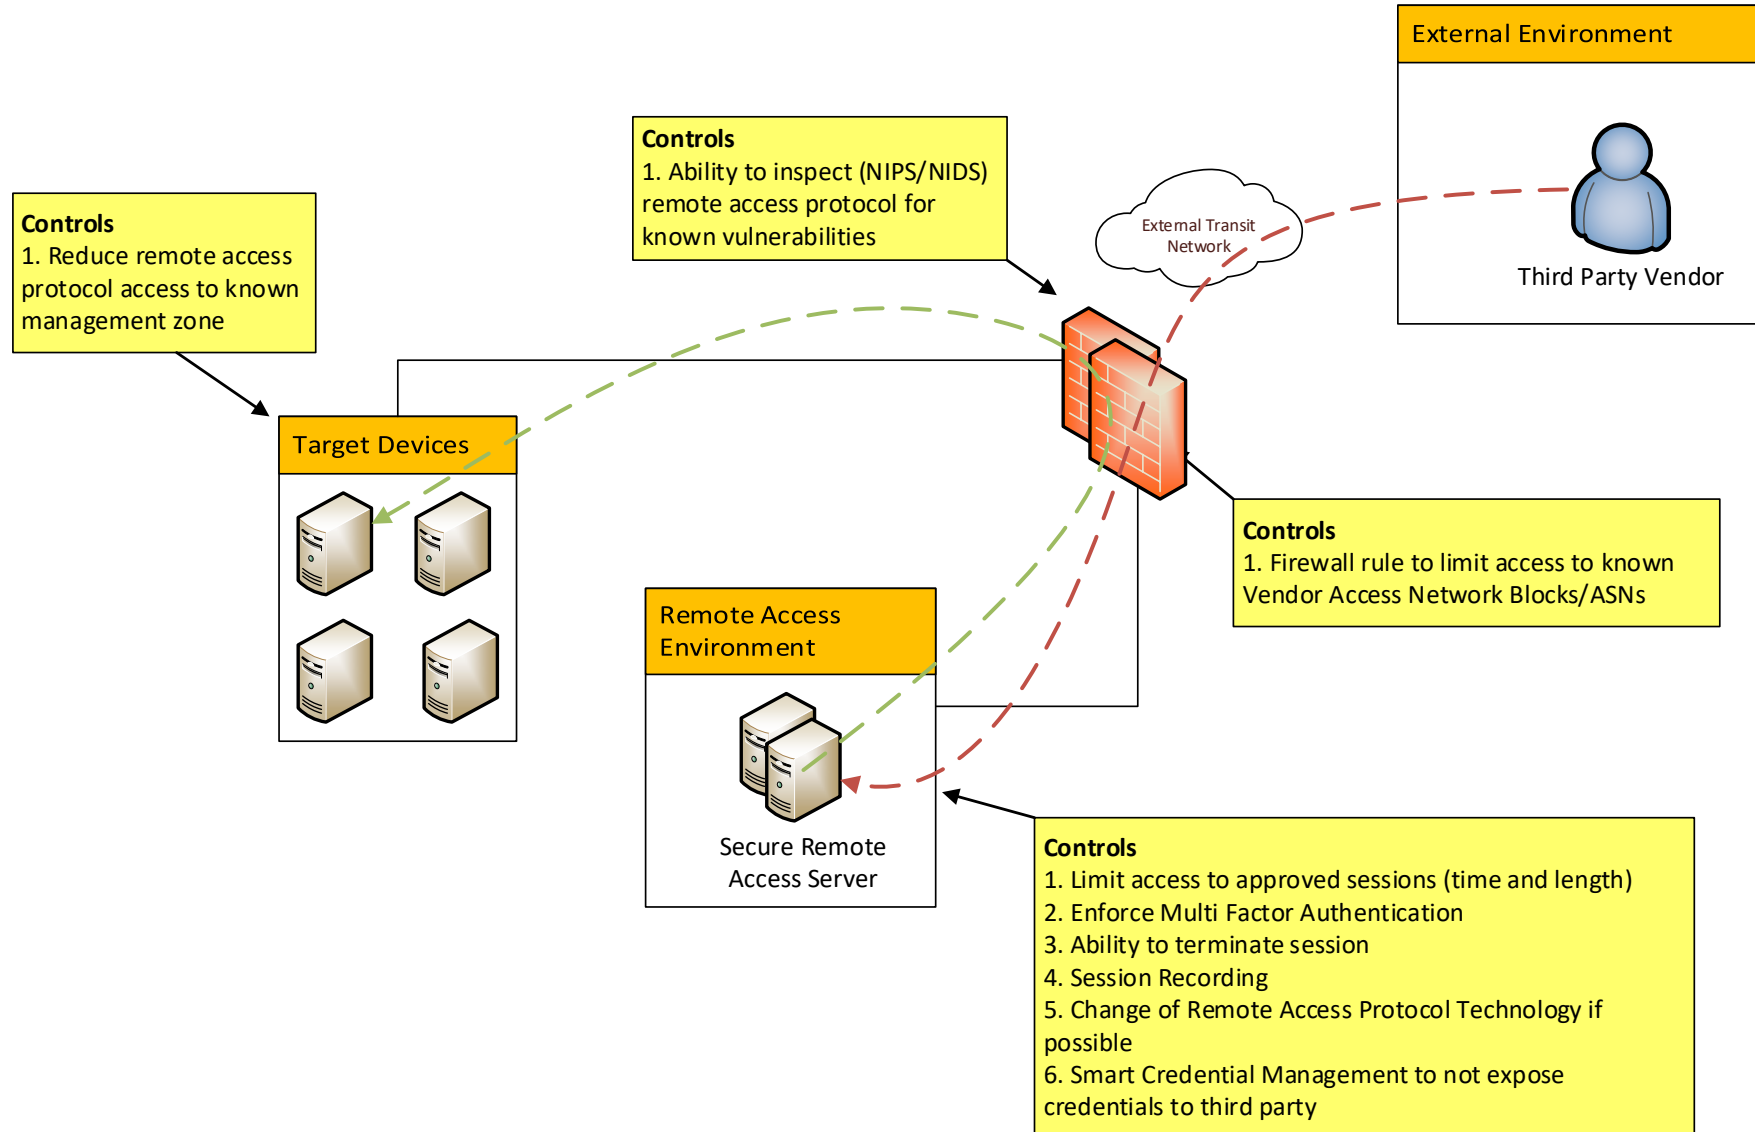 External Environment
Third Party Vendor
External Transit
Network
Controls
1. Ability to inspect (NIPS/NIDS)
remote access protocol for
known vulnerabilities
Controls
1. Reduce remote access
protocol access to known
management zone
Target Devices
Controls
1. Firewall rule to limit access to known
Vendor Access Network Blocks/ASNs
Remote Access
Environment
Secure Remote
Access Server
Controls
1. Limit access to approved sessions (time and length)
2. Enforce Multi Factor Authentication
3. Ability to terminate session
4. Session Recording
5. Change of Remote Access Protocol Technology if
possible
6. Smart Credential Management to not expose
credentials to third party